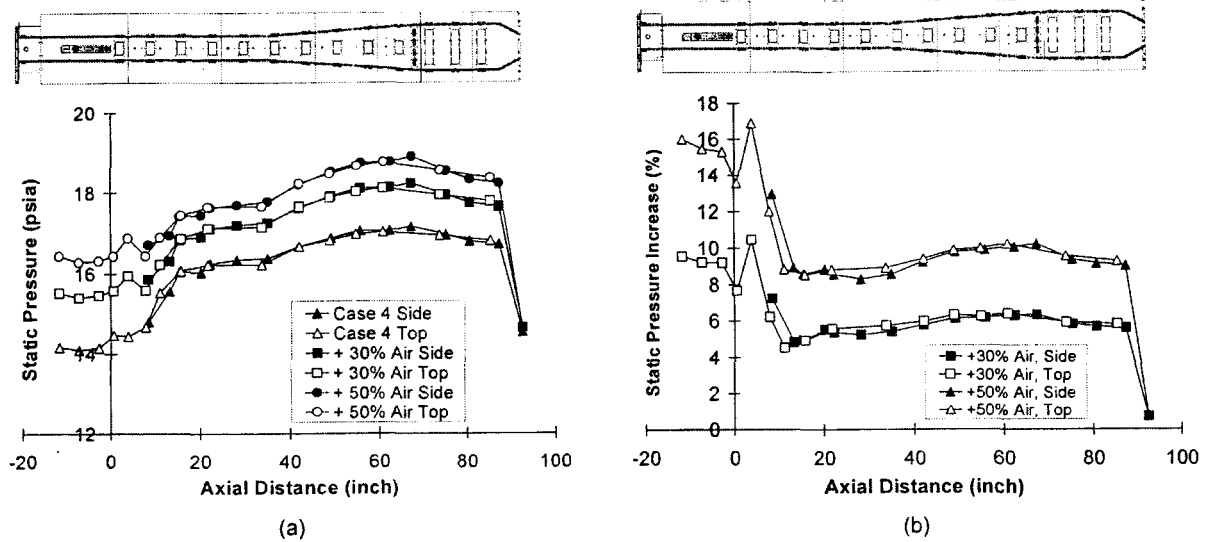 20
18
16
14
12
-20
0
20
40
60
80
100
Static Pressure (psia)
Axial Distance (inch)
Case 4 Side
Case 4 Top
+ 30% Air Side
+ 30% Air Top
+ 50% Air Side
+ 50% Air Top
(a)
18
16
14
12
10
8
6
4
2
0
-20
0
20
40
60
80
100
Static Pressure Increase (%)
Axial Distance (inch)
+30% Air, Side
+30% Air, Top
+50% Air, Side
+50% Air, Top
(b)